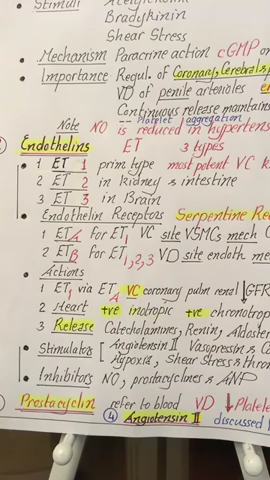 • Stimuli Acetylcholine
Bradykinin
Shear Stress
• Mechanism Paracrine action cGMP
• Importance Regul. of Coronary, Cerebral &
VD of penile arterioles
Continuous release maintains
-- Platelet aggregation
Note NO is reduced in hypertens
Endothelins ET 3 types
• 1 ET 1 prim type most potent VC
2 ET 2 in kidney & intestine
3 ET 3 in Brain
• Endothelin Receptors Serpentine Re
1 ETA for ET1 VC site VSMCs mech
2 ETB for ET1,2,3 VD site endoth me
• Actions
1 ET1 via ETA VC coronary pulm renal ↓GFR
2 Heart +ve inotropic +ve chronotrop
3 Release Catecholamines, Renin, Aldoster
• Stimulators [ Angiotensin II Vasopressin &
Hypoxia, Shear Stress & thro
• Inhibitors NO, prostacyclines & ANP
Prostacyclin refer to blood VD ↓Platele
④ Angiotensin II discussed